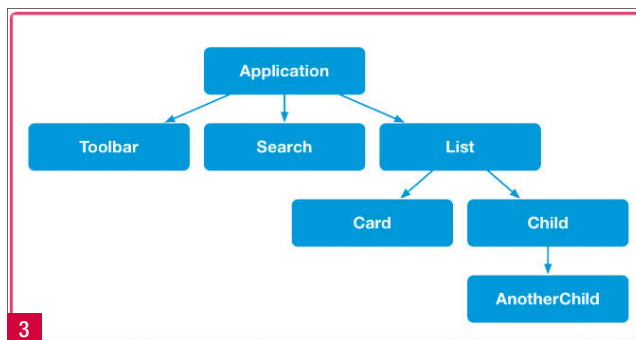 Application
Toolbar Search List
Card Child
AnotherChild
3